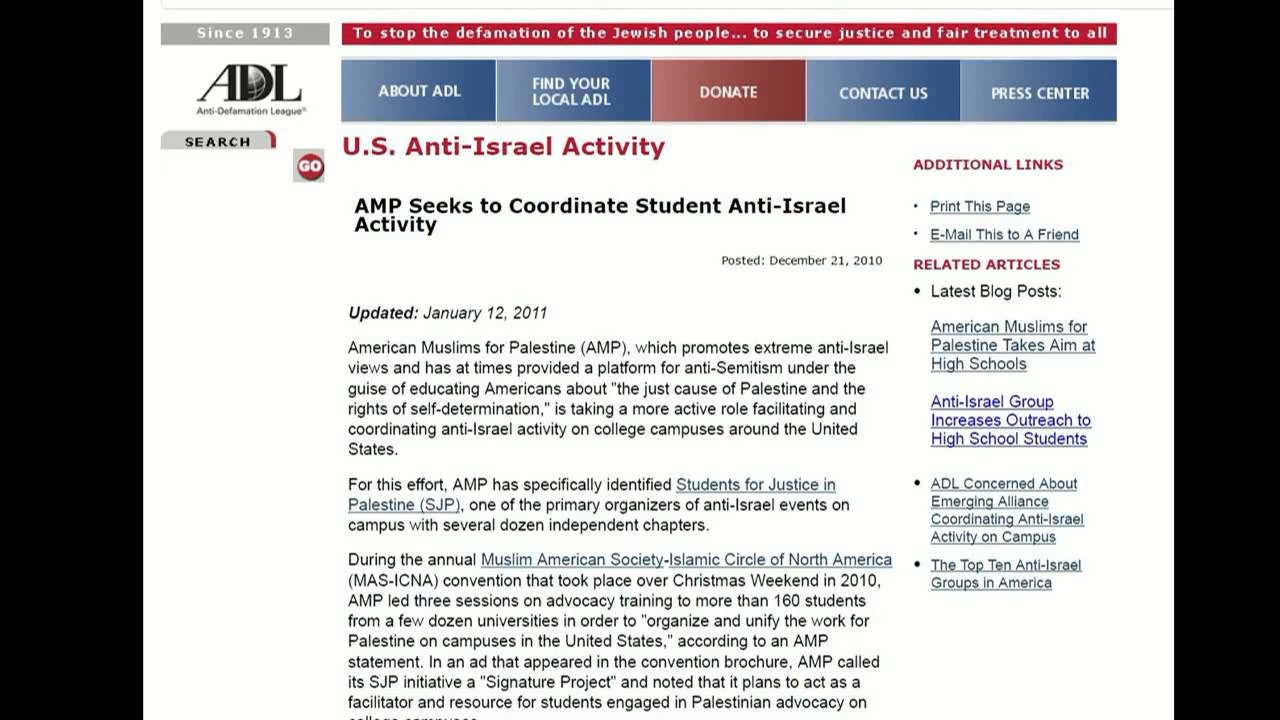 Since 1913
To stop the defamation of the Jewish people... to secure justice and fair treatment to all
ADL
Anti-Defamation League®
ABOUT ADL
FIND YOUR
LOCAL ADL
DONATE
CONTACT US
PRESS CENTER
SEARCH
GO
U.S. Anti-Israel Activity
AMP Seeks to Coordinate Student Anti-Israel
Activity
Posted: December 21, 2010
Updated: January 12, 2011
American Muslims for Palestine (AMP), which promotes extreme anti-Israel
views and has at times provided a platform for anti-Semitism under the
guise of educating Americans about "the just cause of Palestine and the
rights of self-determination," is taking a more active role facilitating and
coordinating anti-Israel activity on college campuses around the United
States.
For this effort, AMP has specifically identified Students for Justice in
Palestine (SJP), one of the primary organizers of anti-Israel events on
campus with several dozen independent chapters.
During the annual Muslim American Society-Islamic Circle of North America
(MAS-ICNA) convention that took place over Christmas Weekend in 2010,
AMP led three sessions on advocacy training to more than 160 students
from a few dozen universities in order to "organize and unify the work for
Palestine on campuses in the United States," according to an AMP
statement. In an ad that appeared in the convention brochure, AMP called
its SJP initiative a "Signature Project" and noted that it plans to act as a
facilitator and resource for students engaged in Palestinian advocacy on
ADDITIONAL LINKS
• Print This Page
• E-Mail This to A Friend
RELATED ARTICLES
• Latest Blog Posts:
American Muslims for
Palestine Takes Aim at
High Schools
Anti-Israel Group
Increases Outreach to
High School Students
• ADL Concerned About
Emerging Alliance
Coordinating Anti-Israel
Activity on Campus
• The Top Ten Anti-Israel
Groups in America